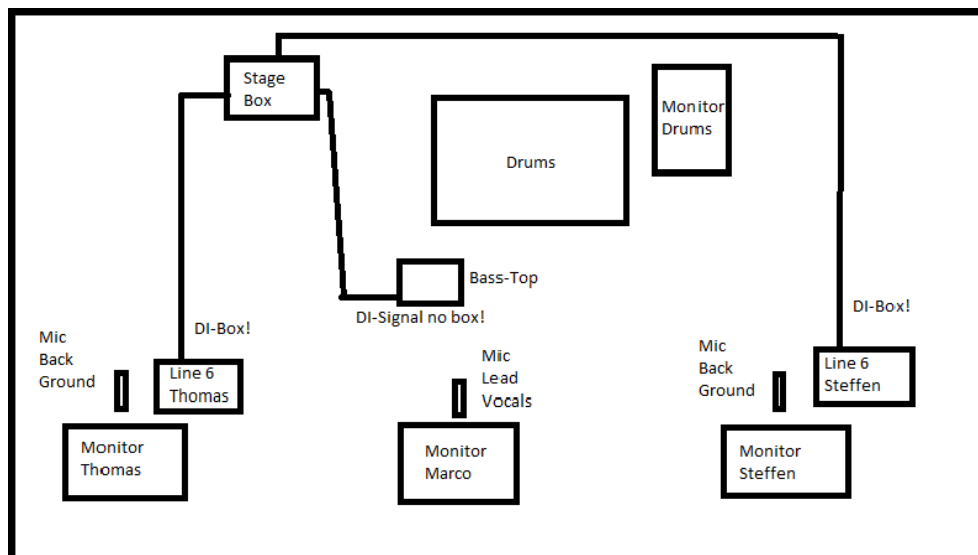 Stage
Box
Monitor
Drums
Drums
Bass-Top
DI-Signal no box!
DI-Box!
DI-Box!
Mic
Back
Ground
Line 6
Thomas
Mic
Lead
Vocals
Mic
Back
Ground
Line 6
Steffen
Monitor
Thomas
Monitor
Marco
Monitor
Steffen